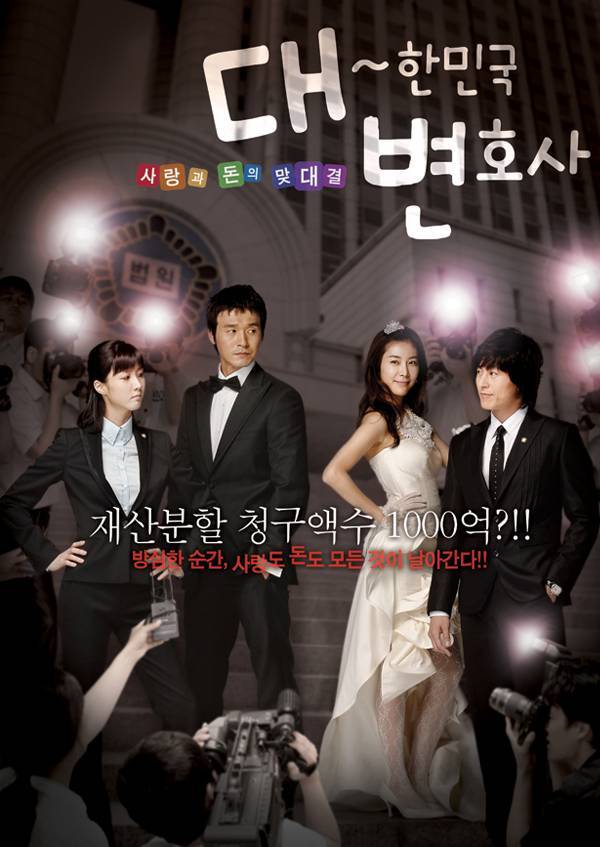 대~한민국
변호사
사랑과 돈의 맞대결
법원
재산분할 청구액수 1000억?!!
방심한 순간, 사랑도 돈도 모든 것이 날아간다!!